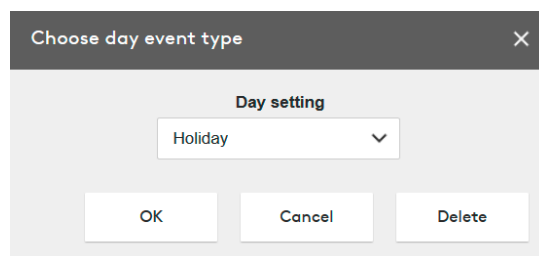 Choose day event type
Day setting
Holiday
OK Cancel Delete